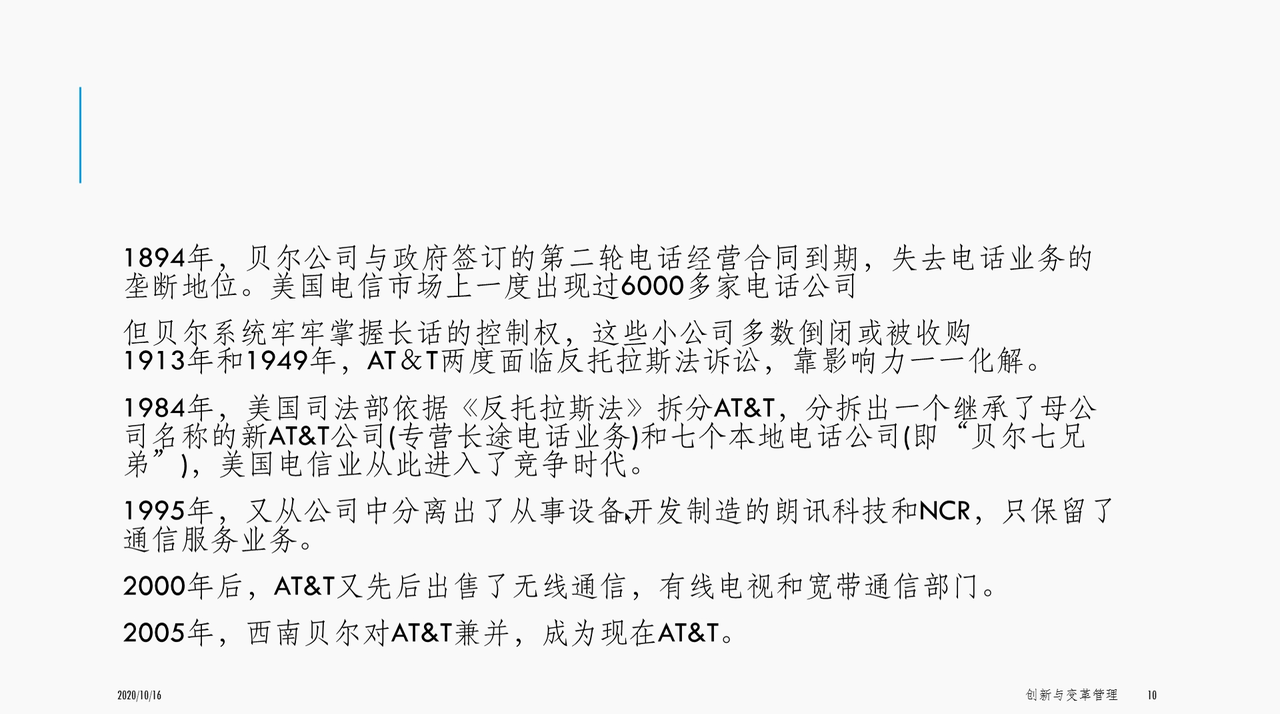 1894年，贝尔公司与政府签订的第二轮电话经营合同到期，失去电话业务的
垄断地位。美国电信市场上一度出现过6000多家电话公司
但贝尔系统牢牢掌握长话的控制权，这些小公司多数倒闭或被收购
1913年和1949年，AT＆T两度面临反托拉斯法诉讼，靠影响力一一化解。
1984年，美国司法部依据《反托拉斯法》拆分AT&T，分拆出一个继承了母公
司名称的新AT&T公司(专营长途电话业务)和七个本地电话公司(即“贝尔七兄
弟”)，美国电信业从此进入了竞争时代。
1995年，又从公司中分离出了从事设备开发制造的朗讯科技和NCR，只保留了
通信服务业务。
2000年后，AT&T又先后出售了无线通信，有线电视和宽带通信部门。
2005年，西南贝尔对AT&T兼并，成为现在AT&T。
2020/10/16
创新与变革管理
10